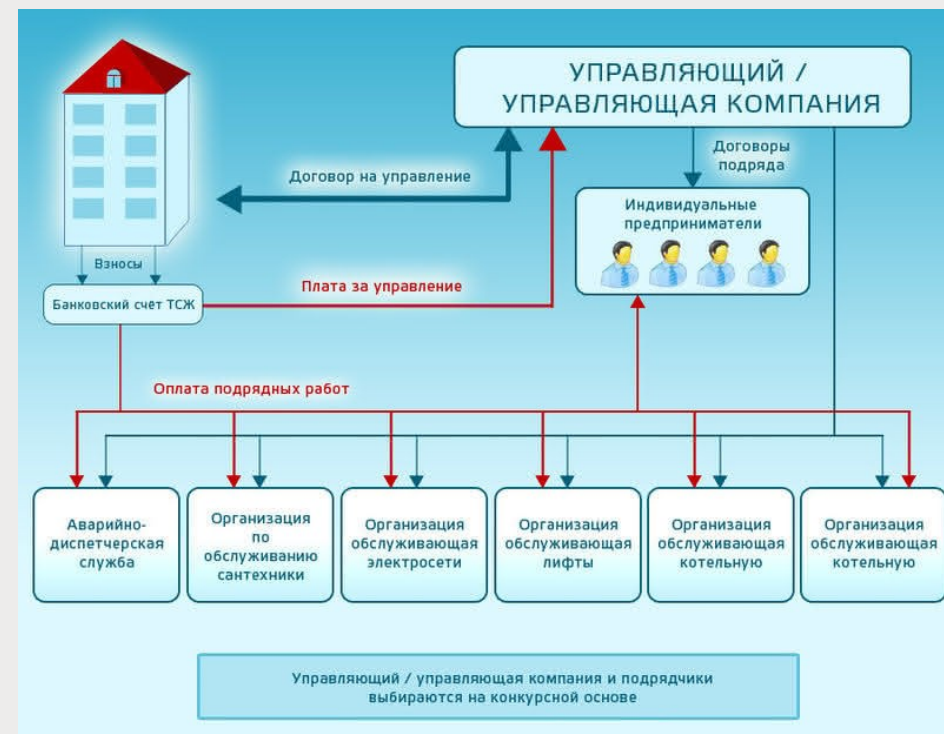 УПРАВЛЯЮЩИЙ /
УПРАВЛЯЮЩАЯ КОМПАНИЯ
Договоры
подряда
Договор на управление
Индивидуальные
предприниматели
Взносы
Банковский счёт ТСЖ
Плата за управление
Оплата подрядных работ
Аварийно-
диспетчерская
служба
Организация
по
обслуживанию
сантехники
Организация
обслуживающая
электросети
Организация
обслуживающая
лифты
Организация
обслуживающая
котельную
Организация
обслуживающая
котельную
Управляющий / управляющая компания и подрядчики
выбираются на конкурсной основе